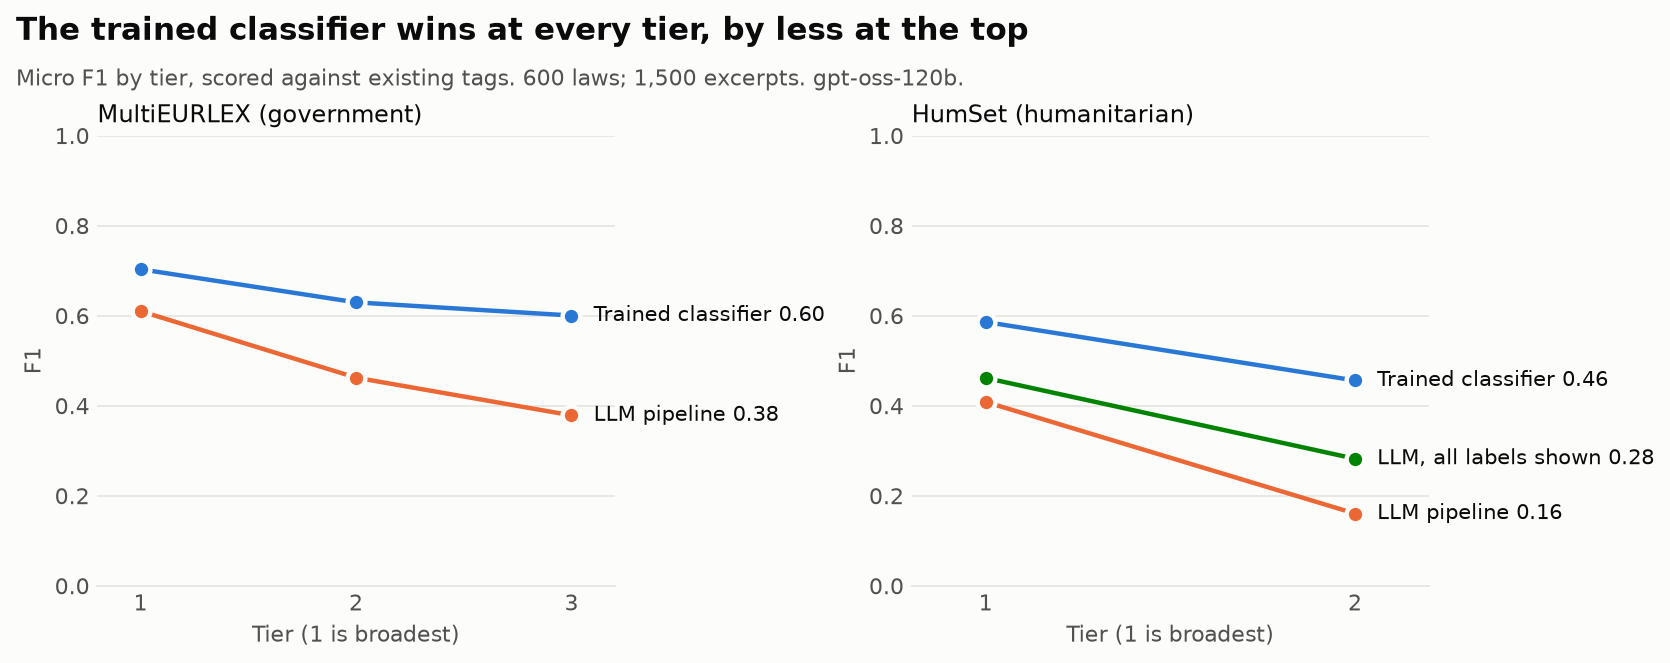 The trained classifier wins at every tier, by less at the top
Micro F1 by tier, scored against existing tags. 600 laws; 1,500 excerpts. gpt-oss-120b.
MultiEURLEX (government)
1.0
0.8
0.6
0.4
0.2
0.0
F1
1 2 3
Tier (1 is broadest)
Trained classifier 0.60
LLM pipeline 0.38
HumSet (humanitarian)
1.0
0.8
0.6
0.4
0.2
0.0
F1
1 2
Tier (1 is broadest)
Trained classifier 0.46
LLM, all labels shown 0.28
LLM pipeline 0.16